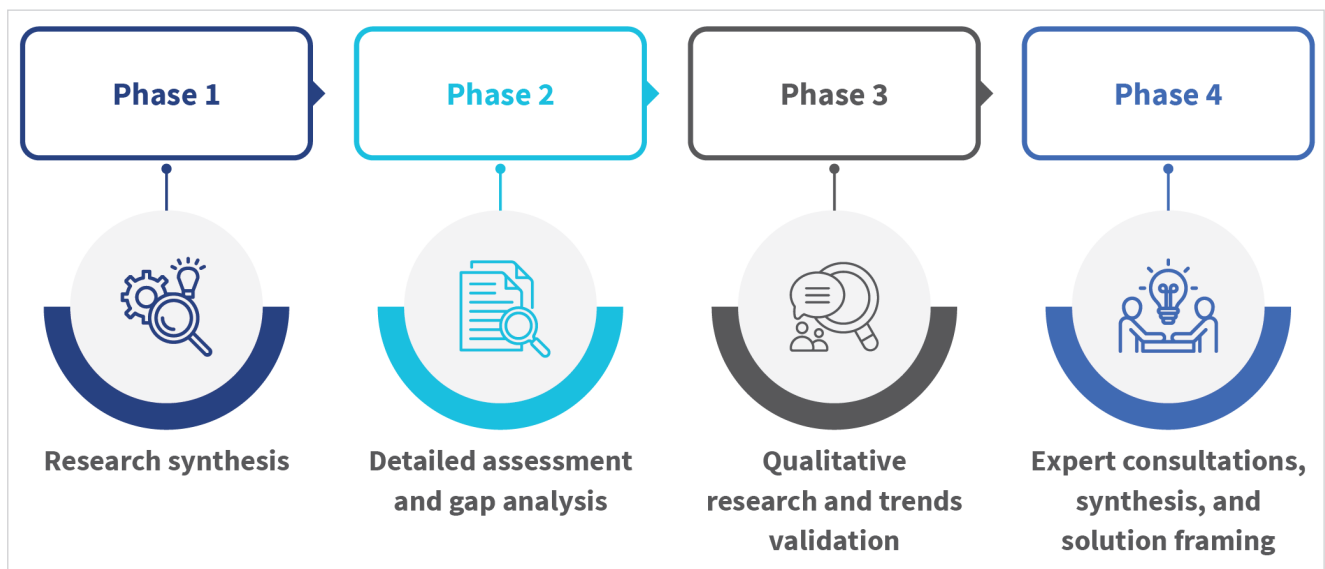 Phase 1
Phase 2
Phase 3
Phase 4
Research synthesis
Detailed assessment
and gap analysis
Qualitative
research and trends
validation
Expert consultations,
synthesis, and
solution framing